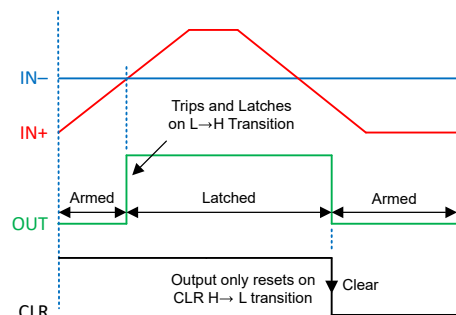 IN–
Trips and Latches
on L→H Transition
IN+
Armed
Latched
Armed
OUT
Output only resets on
CLR H→ L transition
Clear
CLR